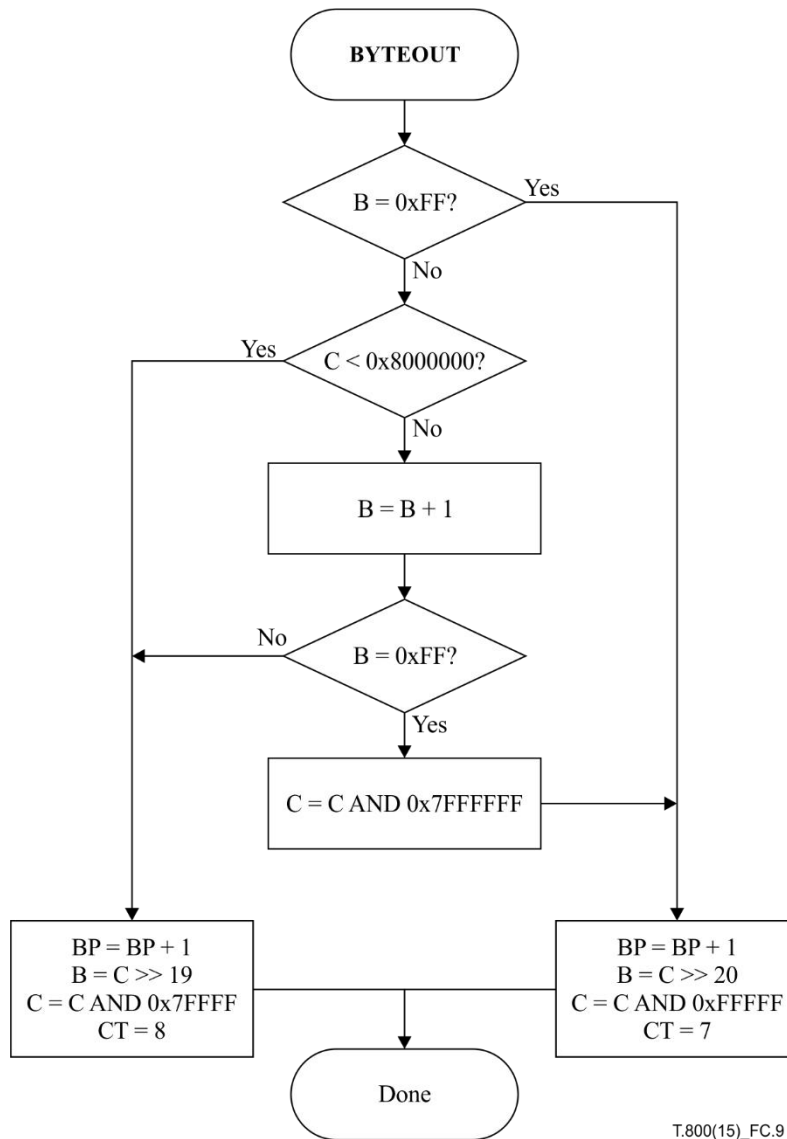 BYTEOUT
B = 0xFF?
Yes
No
C < 0x8000000?
Yes
No
B = B + 1
B = 0xFF?
No
Yes
C = C AND 0x7FFFFFF
BP = BP + 1
B = C >> 19
C = C AND 0x7FFFF
CT = 8
BP = BP + 1
B = C >> 20
C = C AND 0xFFFFF
CT = 7
Done
T.800(15)_FC.9